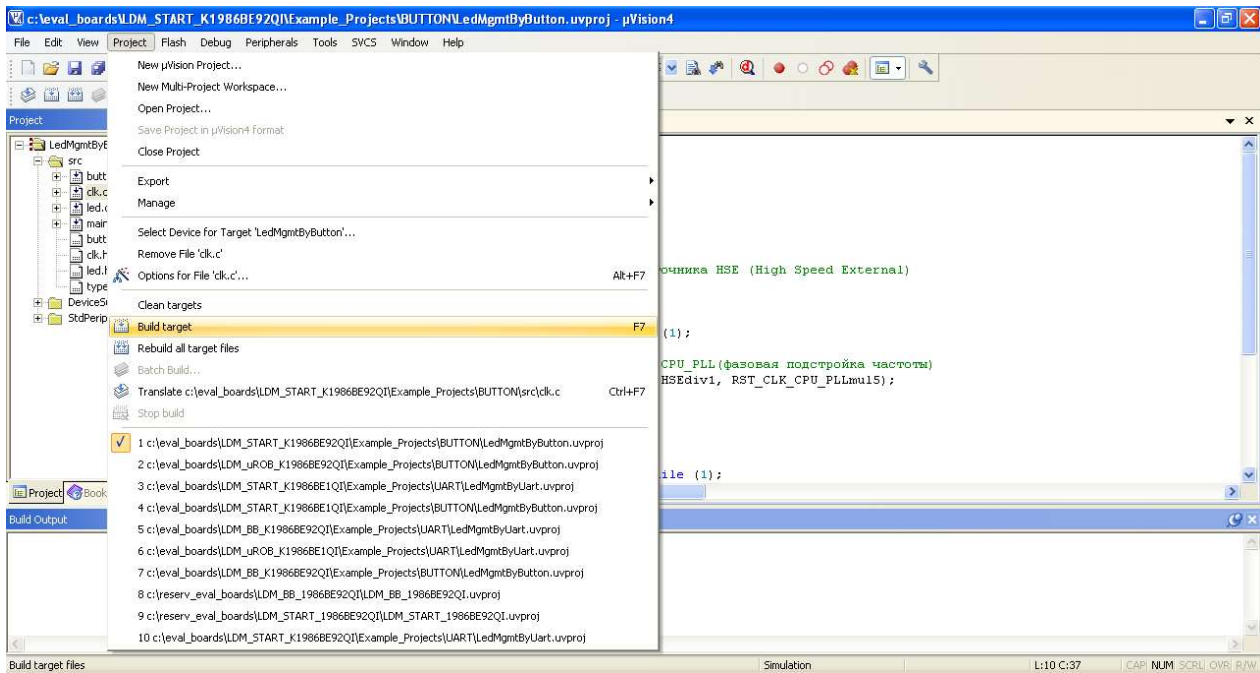 c:\eval_boards\LDM_START_K1986BE92QI\Example_Projects\BUTTON\LedMgmtByButton.uvproj - µVision4
File Edit View Project Flash Debug Peripherals Tools SVCS Window Help
Project
LedMgmtByB
src
butt
clk.c
led.c
main
butt
clk.h
led.h
type
DeviceSu
StdPerip
Project Book
New µVision Project...
New Multi-Project Workspace...
Open Project...
Save Project in µVision4 format
Close Project
Export
Manage
Select Device for Target 'LedMgmtByButton'...
Remove File 'clk.c'
Options for File 'clk.c'... Alt+F7
Clean targets
Build target F7
Rebuild all target files
Batch Build...
Translate c:\eval_boards\LDM_START_K1986BE92QI\Example_Projects\BUTTON\src\clk.c Ctrl+F7
Stop build
1 c:\eval_boards\LDM_START_K1986BE92QI\Example_Projects\BUTTON\LedMgmtByButton.uvproj
2 c:\eval_boards\LDM_uROB_K1986BE92QI\Example_Projects\BUTTON\LedMgmtByButton.uvproj
3 c:\eval_boards\LDM_START_K1986BE1QI\Example_Projects\UART\LedMgmtByUart.uvproj
4 c:\eval_boards\LDM_START_K1986BE1QI\Example_Projects\BUTTON\LedMgmtByButton.uvproj
5 c:\eval_boards\LDM_BB_K1986BE92QI\Example_Projects\UART\LedMgmtByUart.uvproj
6 c:\eval_boards\LDM_uROB_K1986BE1QI\Example_Projects\UART\LedMgmtByUart.uvproj
7 c:\eval_boards\LDM_BB_K1986BE92QI\Example_Projects\BUTTON\LedMgmtByButton.uvproj
8 c:\reserv_eval_boards\LDM_BB_1986BE92QI\LDM_BB_1986BE92QI.uvproj
9 c:\reserv_eval_boards\LDM_START_1986BE92QI\LDM_START_1986BE92QI.uvproj
10 c:\eval_boards\LDM_START_K1986BE92QI\Example_Projects\UART\LedMgmtByUart.uvproj
очника HSE (High Speed External)
(1);
CPU_PLL(фазовая подстройка частоты)
HSEdiv1, RST_CLK_CPU_PLLmul5);
ile (1);
Build Output
Build target files Simulation L:10 C:37 CAP NUM SCRL OVR R/W